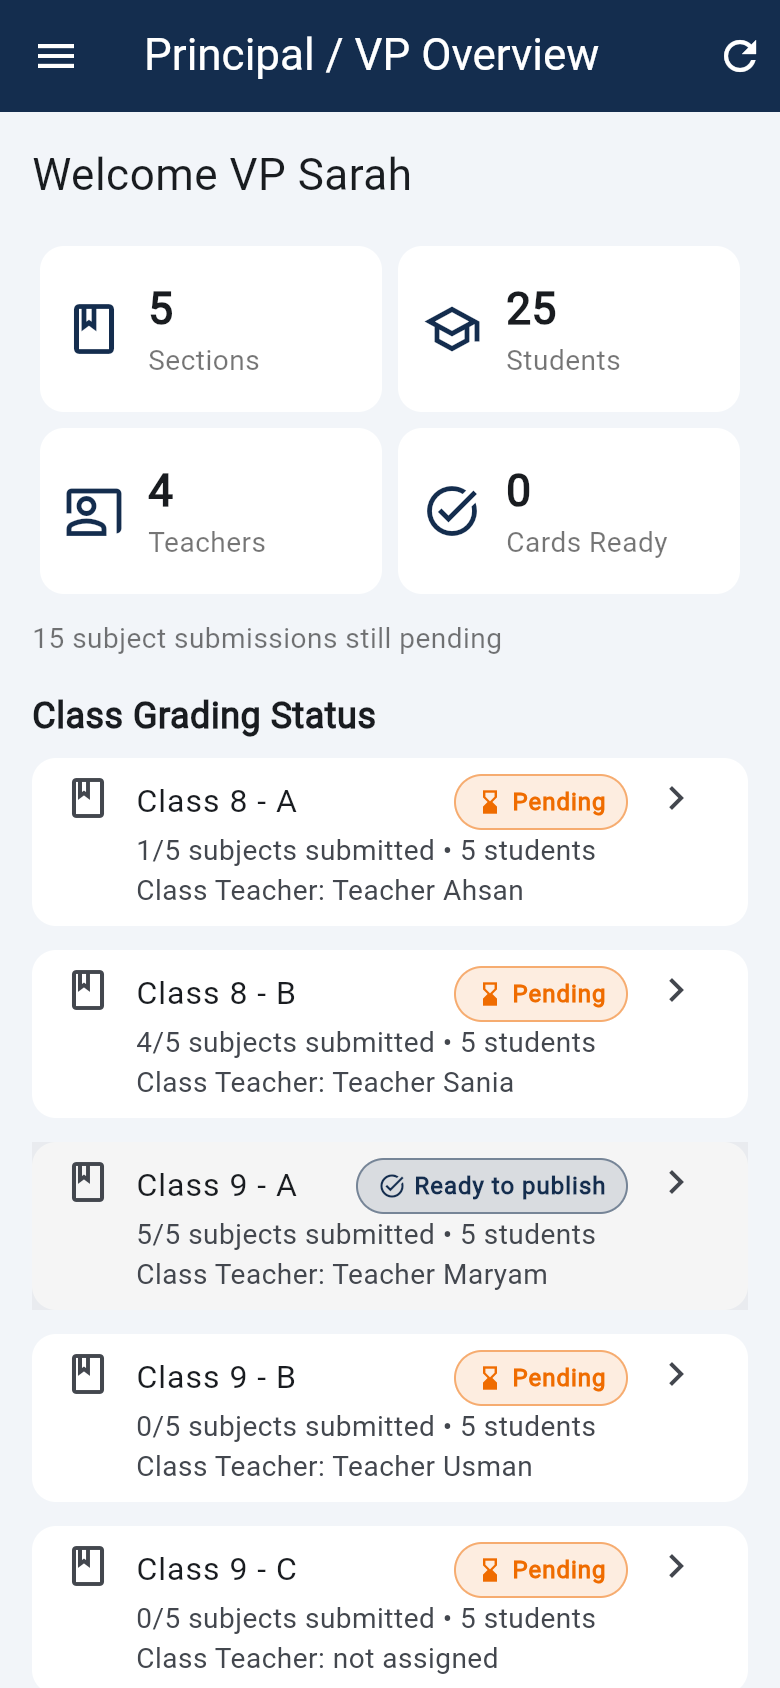 Principal / VP Overview
Welcome VP Sarah
5
Sections
25
Students
4
Teachers
0
Cards Ready
15 subject submissions still pending
Class Grading Status
Class 8 - A
Pending
1/5 subjects submitted • 5 students
Class Teacher: Teacher Ahsan
Class 8 - B
Pending
4/5 subjects submitted • 5 students
Class Teacher: Teacher Sania
Class 9 - A
Ready to publish
5/5 subjects submitted • 5 students
Class Teacher: Teacher Maryam
Class 9 - B
Pending
0/5 subjects submitted • 5 students
Class Teacher: Teacher Usman
Class 9 - C
Pending
0/5 subjects submitted • 5 students
Class Teacher: not assigned